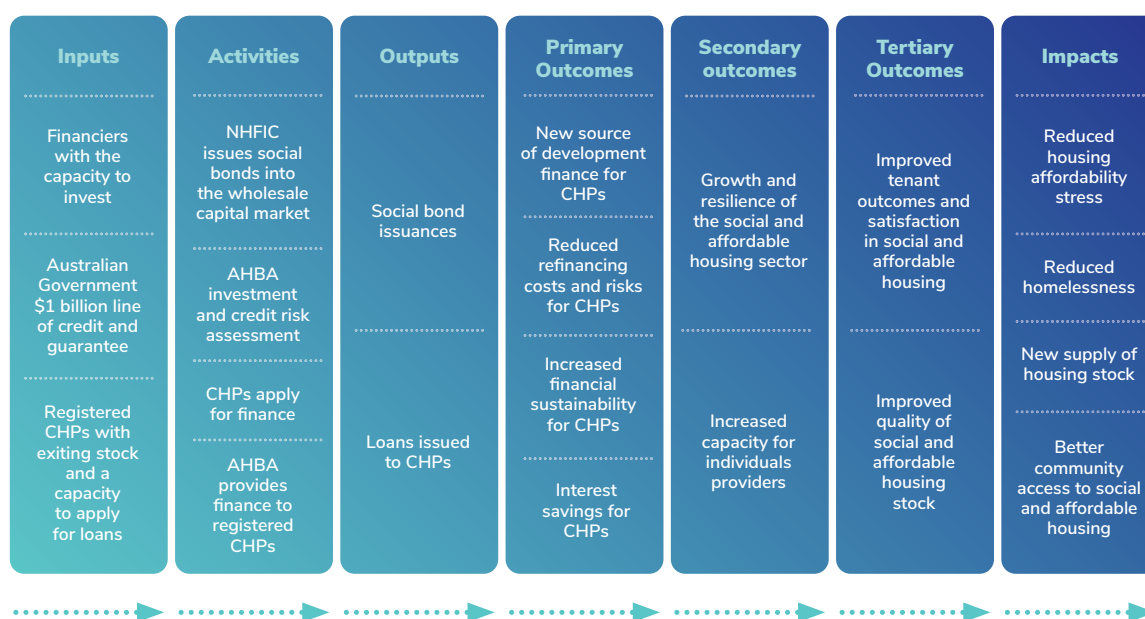 Inputs
Financiers
with the
capacity to
invest
Australian
Government
$1 billion line
of credit and
guarantee
Registered
CHPs with
exiting stock
and a
capacity
to apply
for loans
Activities
NHFIC
issues social
bonds into
the wholesale
capital market
AHBA
investment
and credit risk
assessment
CHPs apply
for finance
AHBA
provides
finance to
registered
CHPs
Outputs
Social bond
issuances
Loans issued
to CHPs
Primary
Outcomes
New source
of development
finance for
CHPs
Reduced
refinancing
costs and risks
for CHPs
Increased
financial
sustainability
for CHPs
Interest
savings for
CHPs
Secondary
outcomes
Growth and
resilience of
the social and
affordable
housing sector
Increased
capacity for
individuals
providers
Tertiary
Outcomes
Improved
tenant
outcomes and
satisfaction
in social and
affordable
housing
Improved
quality of
social and
affordable
housing
stock
Impacts
Reduced
housing
affordability
stress
Reduced
homelessness
New supply of
housing stock
Better
community
access to social
and affordable
housing